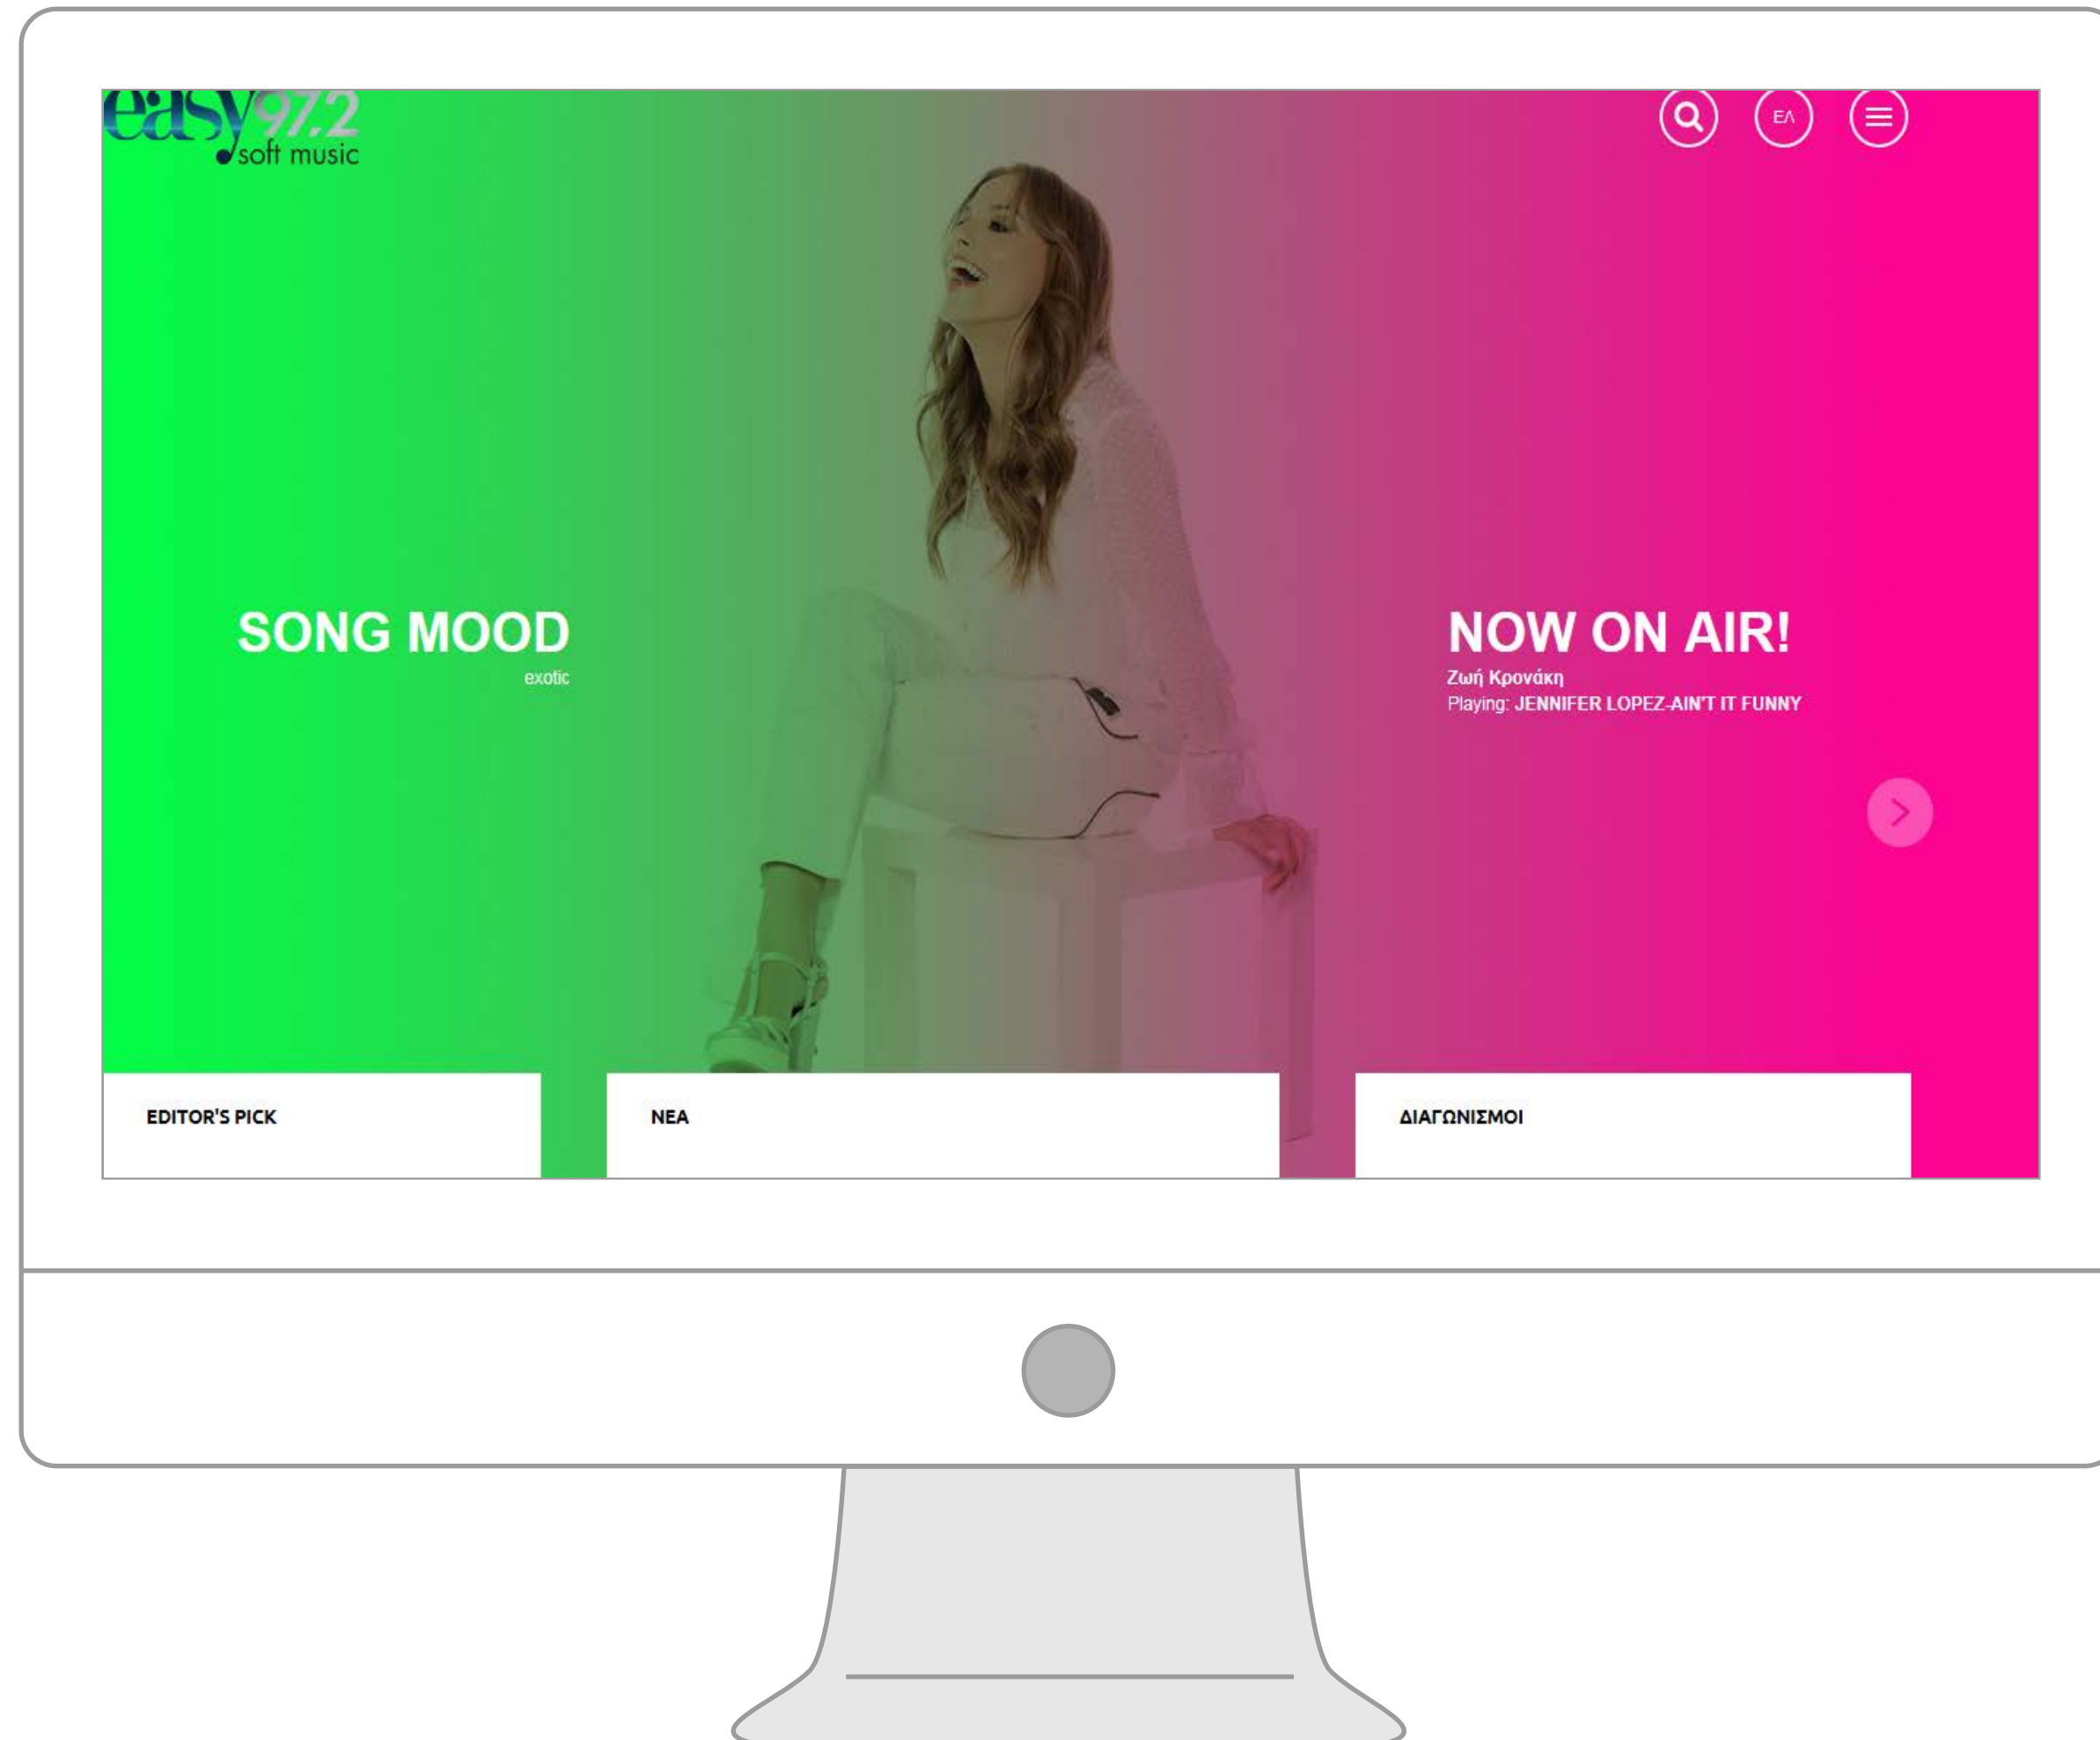 easy97.2
soft music
ΕΛ
SONG MOOD
exotic
NOW ON AIR!
Ζωή Κρονάκη
Playing: JENNIFER LOPEZ-AIN'T IT FUNNY
EDITOR'S PICK
ΝΕΑ
ΔΙΑΓΩΝΙΣΜΟΙ